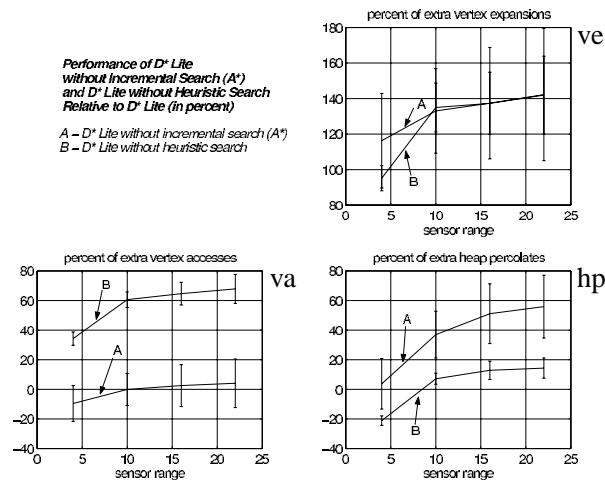 Performance of D* Lite
without Incremental Search (A*)
and D* Lite without Heuristic Search
Relative to D* Lite (in percent)
A – D* Lite without incremental search (A*)
B – D* Lite without heuristic search
percent of extra vertex expansions
ve
180
160
140
120
100
80
A
B
0 5 10 15 20 25
sensor range
percent of extra vertex accesses
va
80
60
40
20
0
−20
−40
B
A
0 5 10 15 20 25
sensor range
percent of extra heap percolates
hp
80
60
40
20
0
−20
−40
A
B
0 5 10 15 20 25
sensor range